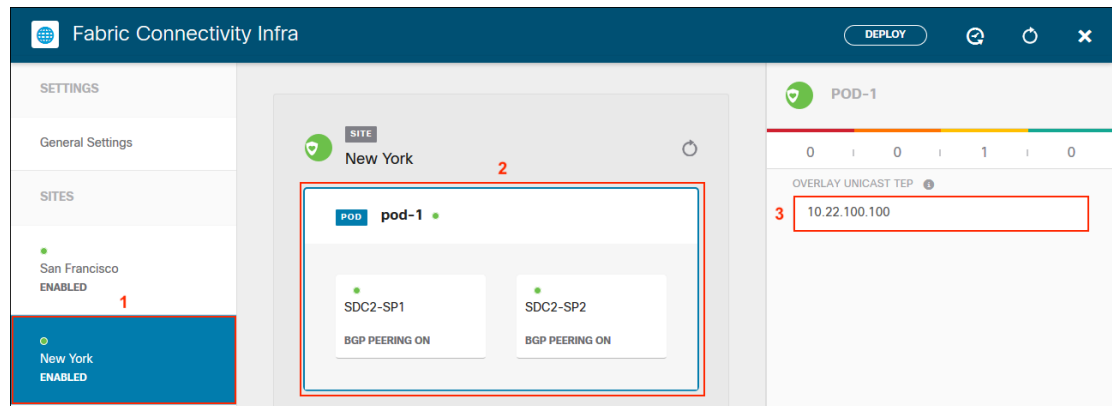 Fabric Connectivity Infra
DEPLOY
SETTINGS
General Settings
SITES
San Francisco
ENABLED
1
New York
ENABLED
SITE
New York
2
POD pod-1
SDC2-SP1
BGP PEERING ON
SDC2-SP2
BGP PEERING ON
POD-1
0 0 1 0
OVERLAY UNICAST TEP
3 10.22.100.100